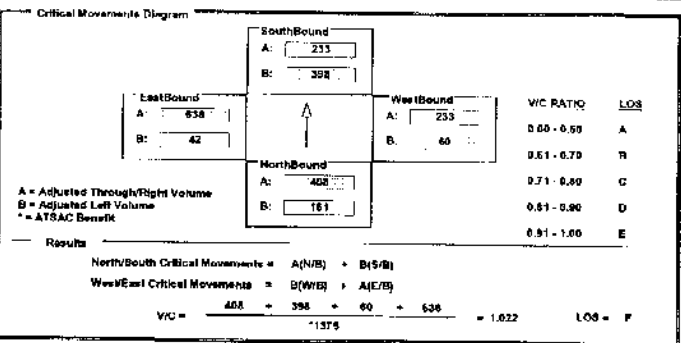 Critical Movements Diagram
SouthBound
A: 233
B: 398
EastBound
A: 638
B: 42
WestBound
A: 233
B: 60
NorthBound
A: 408
B: 161
V/C RATIO LOS
0.00 - 0.60 A
0.61 - 0.70 B
0.71 - 0.80 C
0.81 - 0.90 D
0.91 - 1.00 E
A = Adjusted Through/Right Volume
B = Adjusted Left Volume
* = ATSAC Benefit
Results
North/South Critical Movements = A(N/B) + B(S/B)
West/East Critical Movements = B(W/B) + A(E/B)
V/C = 408 + 398 + 60 + 638 = 1.022 LOS = F
*1375